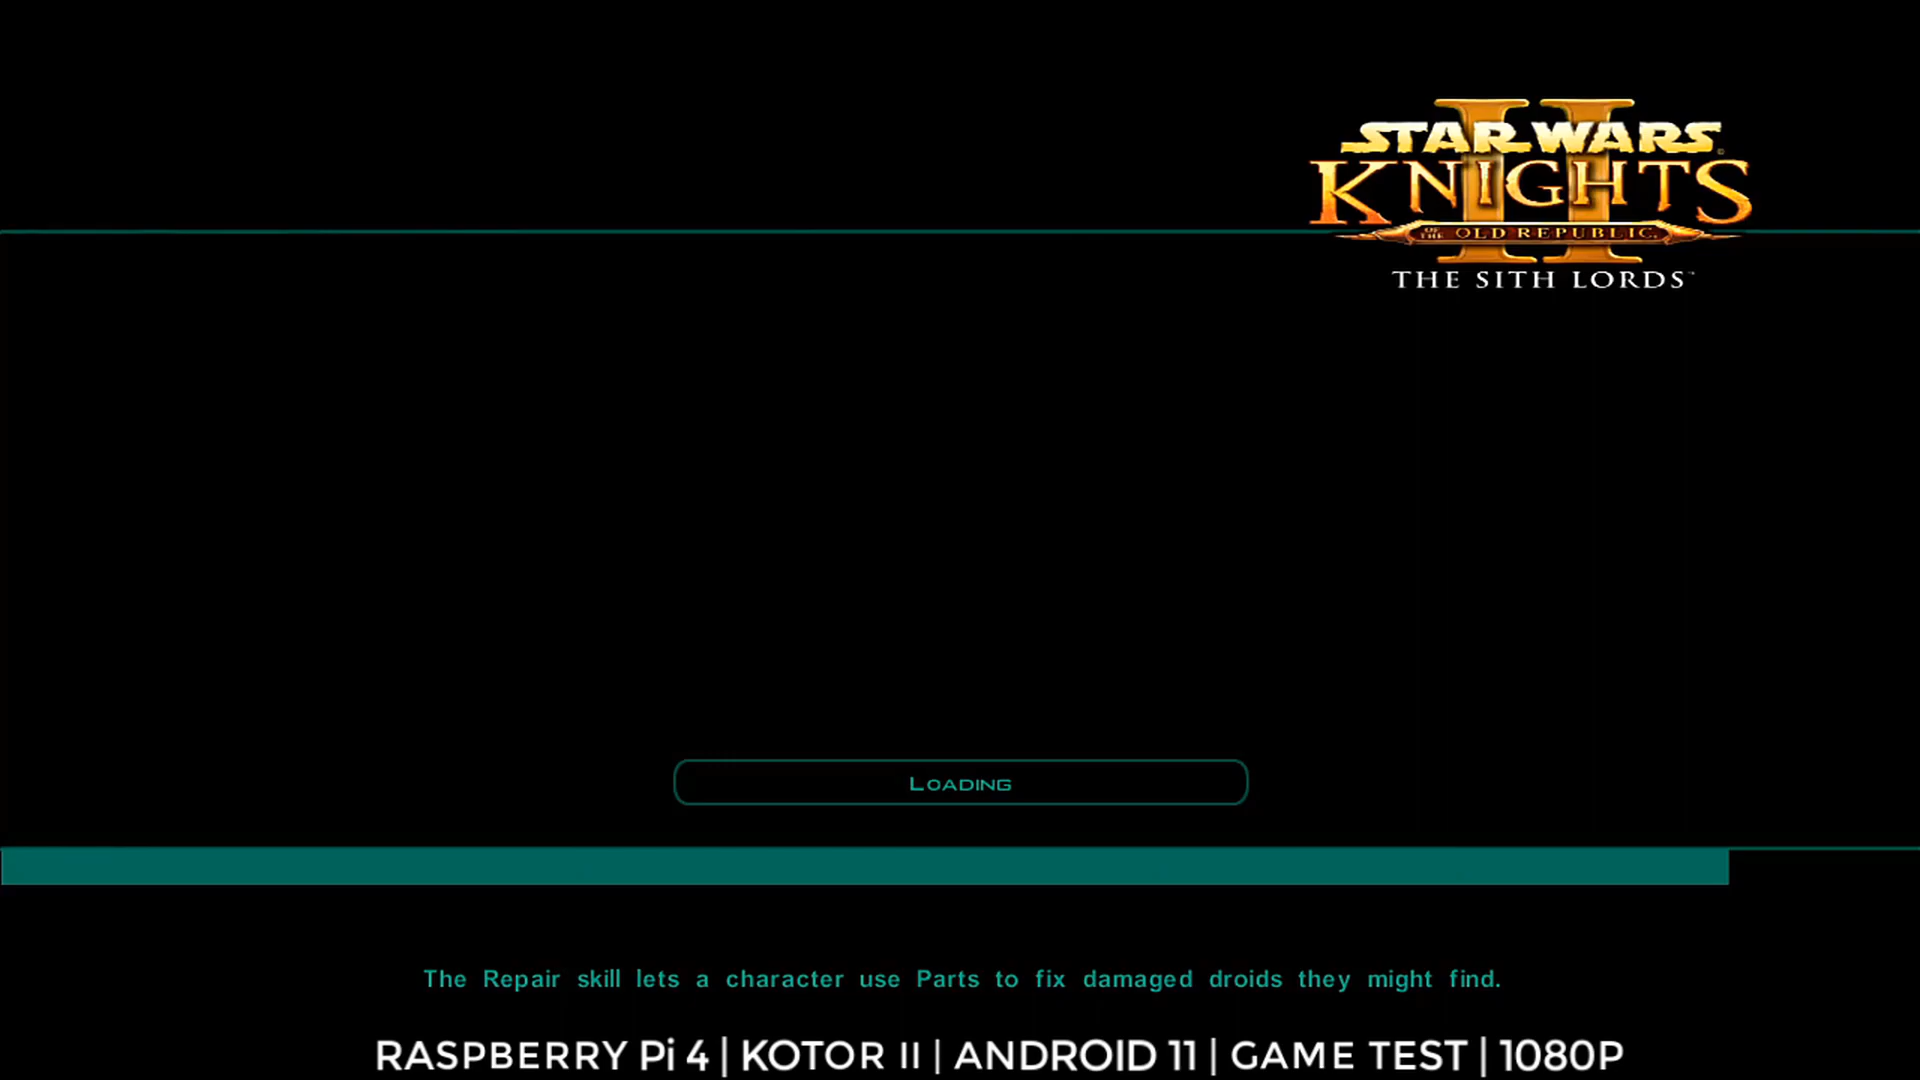 STAR WARS
KNIGHTS
II
OF THE OLD REPUBLIC
THE SITH LORDS™
LOADING
The Repair skill lets a character use Parts to fix damaged droids they might find.
RASPBERRY Pi 4 | KOTOR II | ANDROID 11 | GAME TEST | 1080P